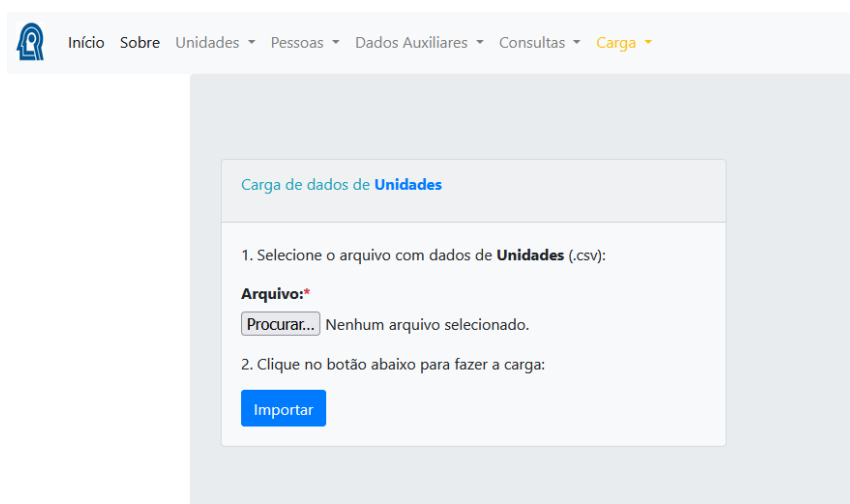 Início Sobre Unidades Pessoas Dados Auxiliares Consultas Carga
Carga de dados de Unidades
1. Selecione o arquivo com dados de Unidades (.csv):
Arquivo:*
Procurar... Nenhum arquivo selecionado.
2. Clique no botão abaixo para fazer a carga:
Importar